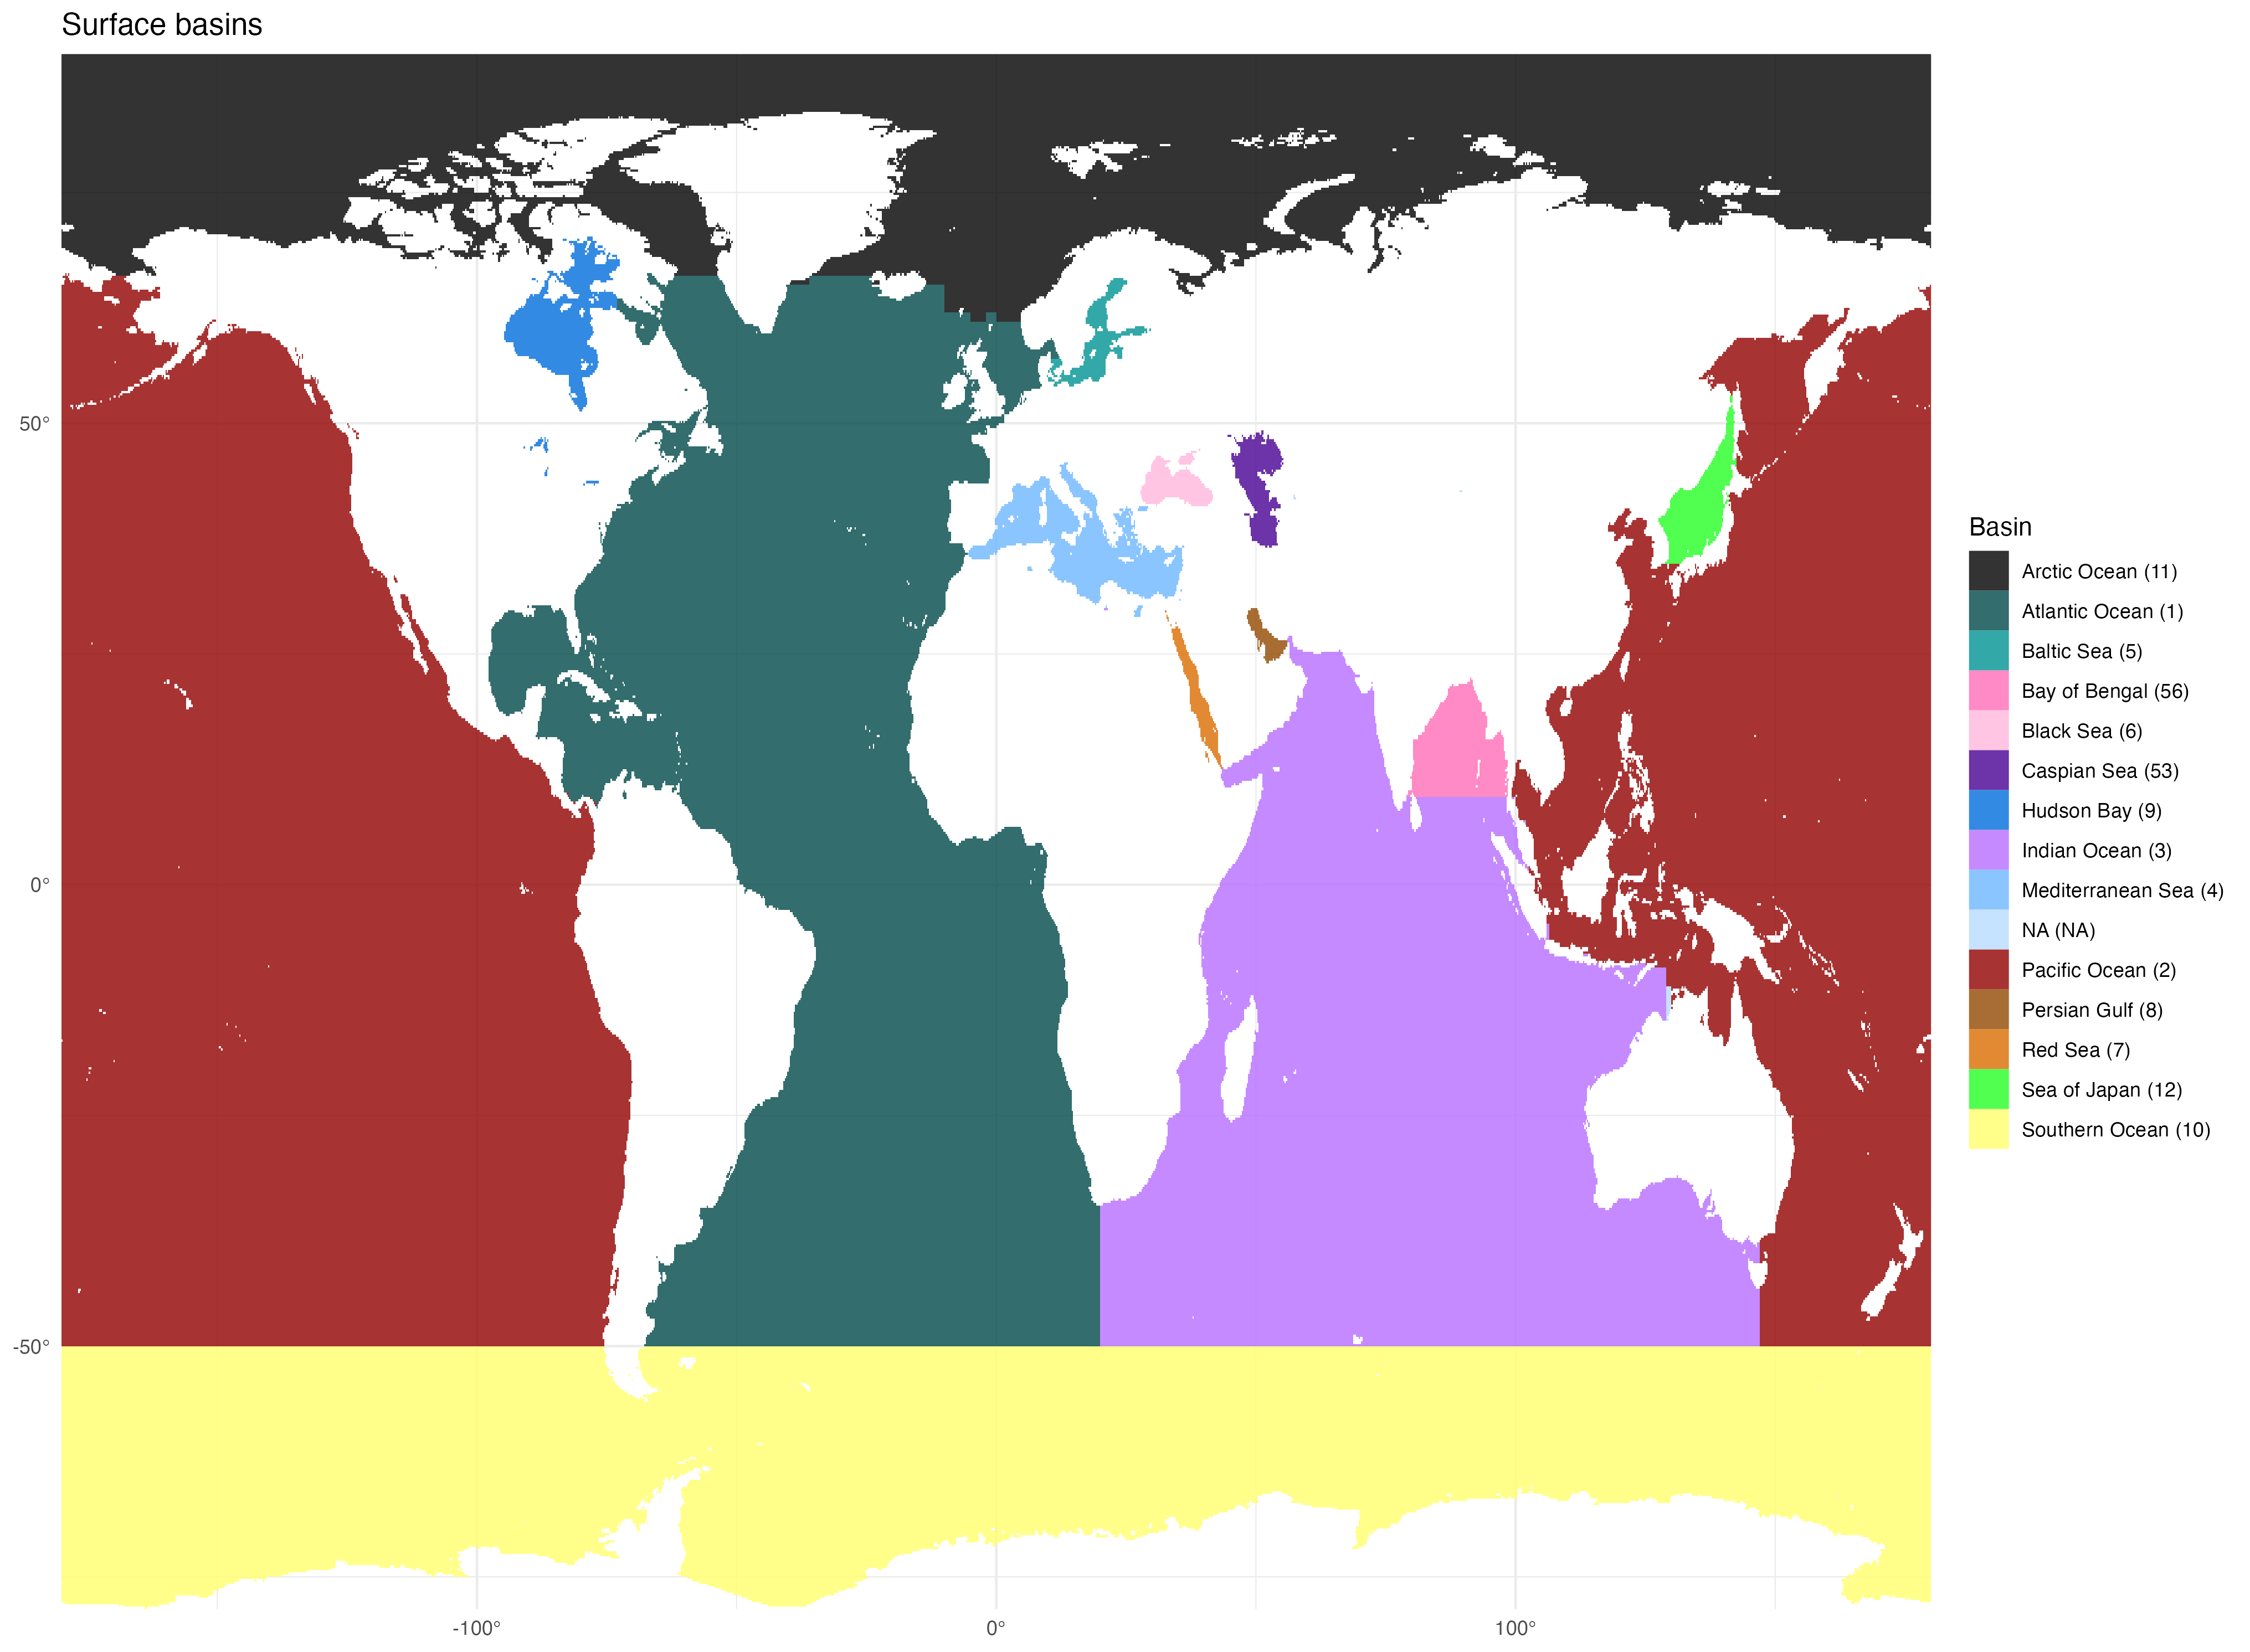 Surface basins
50°
0°
-50°
-100°
0°
100°
Basin
Arctic Ocean (11)
Atlantic Ocean (1)
Baltic Sea (5)
Bay of Bengal (56)
Black Sea (6)
Caspian Sea (53)
Hudson Bay (9)
Indian Ocean (3)
Mediterranean Sea (4)
NA (NA)
Pacific Ocean (2)
Persian Gulf (8)
Red Sea (7)
Sea of Japan (12)
Southern Ocean (10)